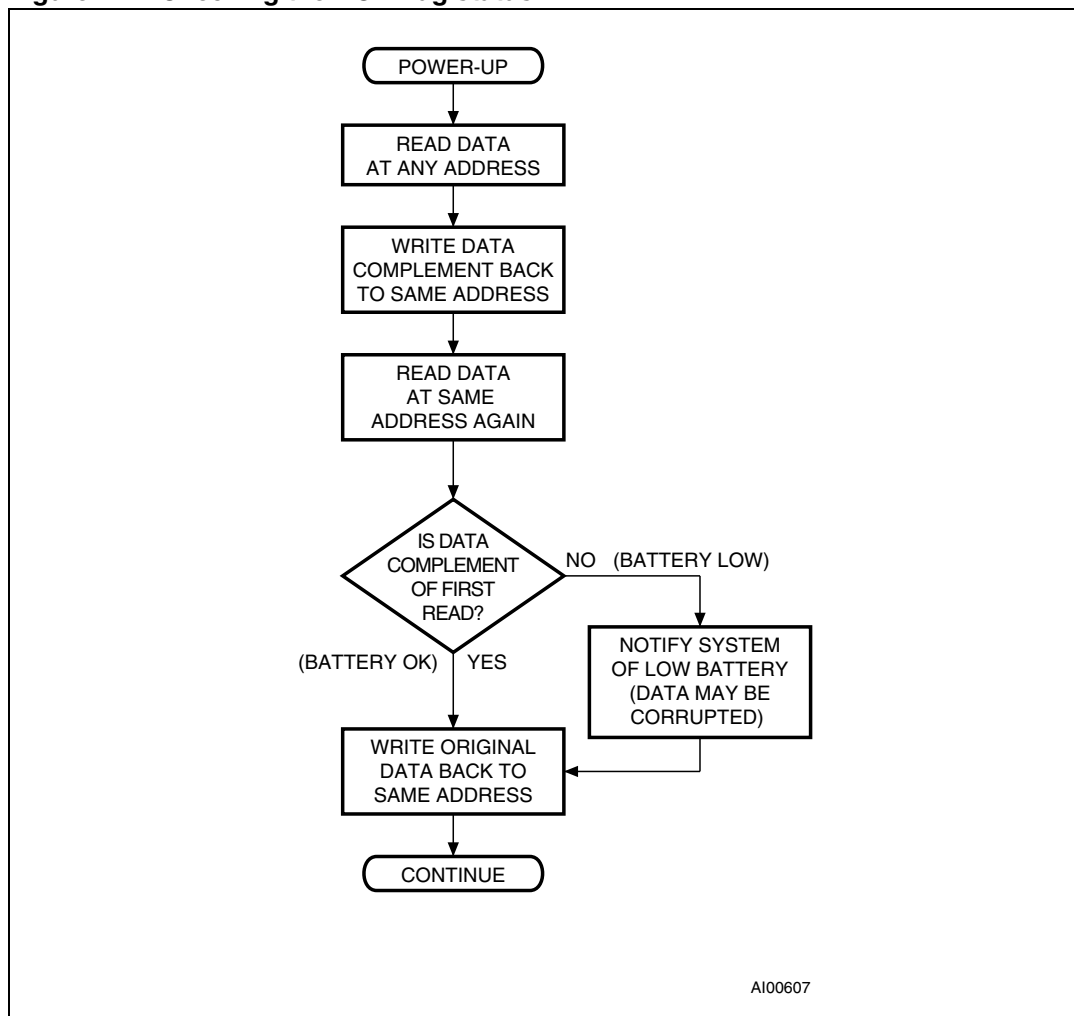 POWER-UP
READ DATA
AT ANY ADDRESS
WRITE DATA
COMPLEMENT BACK
TO SAME ADDRESS
READ DATA
AT SAME
ADDRESS AGAIN
IS DATA
COMPLEMENT
OF FIRST
READ?
NO (BATTERY LOW)
NOTIFY SYSTEM
OF LOW BATTERY
(DATA MAY BE
CORRUPTED)
(BATTERY OK) YES
WRITE ORIGINAL
DATA BACK TO
SAME ADDRESS
CONTINUE
AI00607